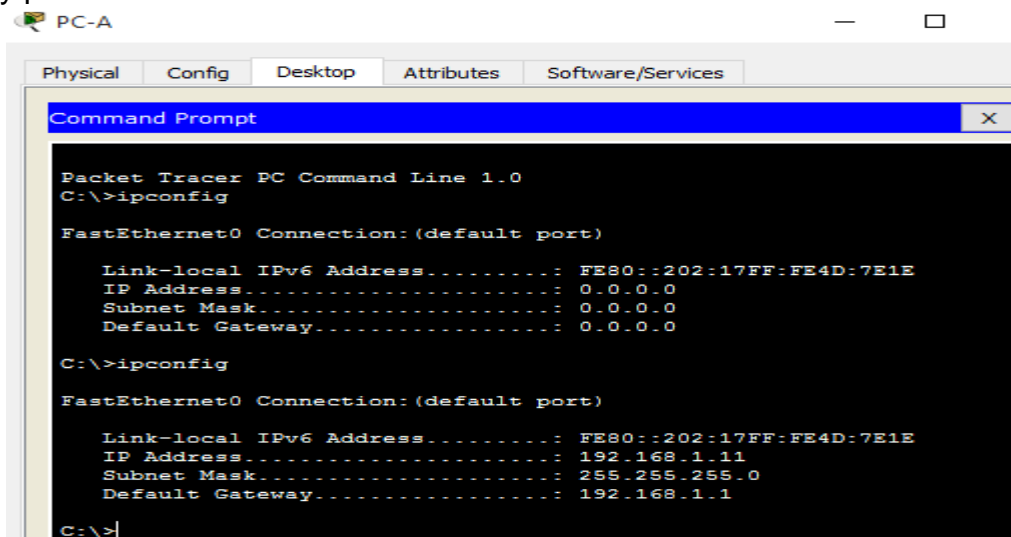 y p
PC-A
Physical Config Desktop Attributes Software/Services
Command Prompt X
Packet Tracer PC Command Line 1.0
C:\>ipconfig
FastEthernet0 Connection:(default port)
Link-local IPv6 Address.........: FE80::202:17FF:FE4D:7E1E
IP Address......................: 0.0.0.0
Subnet Mask.....................: 0.0.0.0
Default Gateway.................: 0.0.0.0
C:\>ipconfig
FastEthernet0 Connection:(default port)
Link-local IPv6 Address.........: FE80::202:17FF:FE4D:7E1E
IP Address......................: 192.168.1.11
Subnet Mask.....................: 255.255.255.0
Default Gateway.................: 192.168.1.1
C:\>